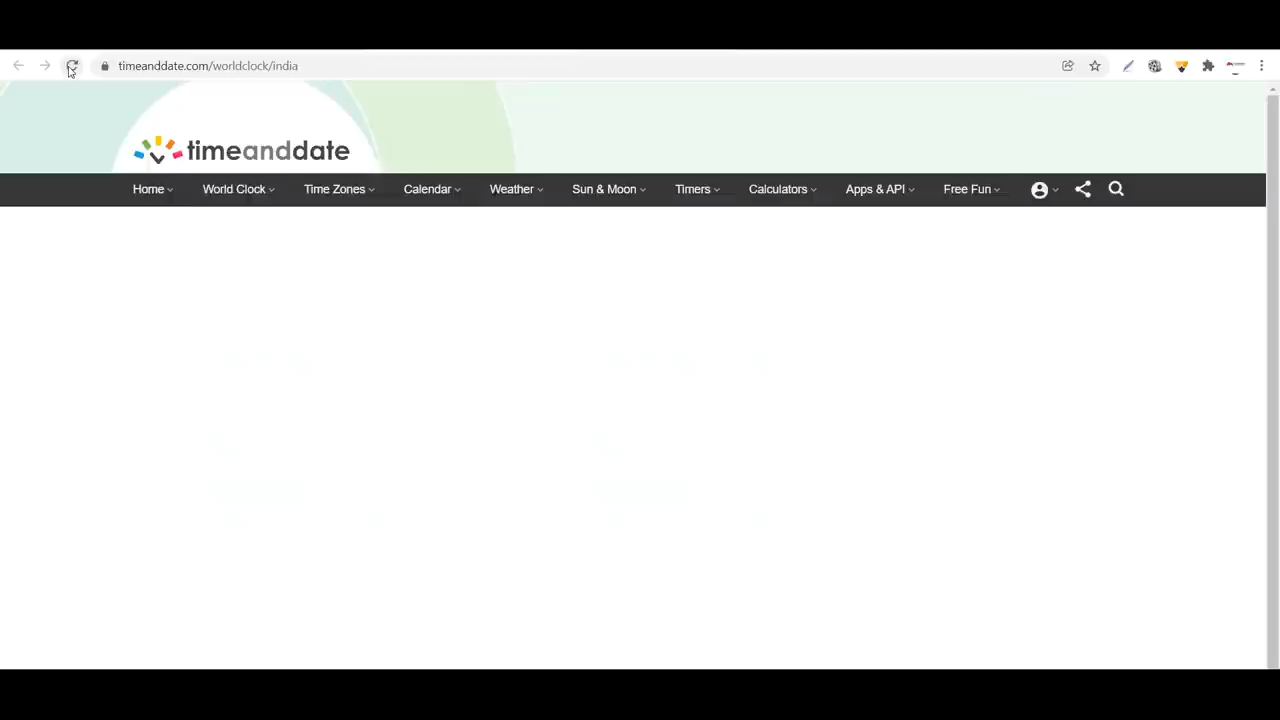 timeanddate.com/worldclock/india
timeanddate
Home World Clock Time Zones Calendar Weather Sun & Moon Timers Calculators Apps & API Free Fun